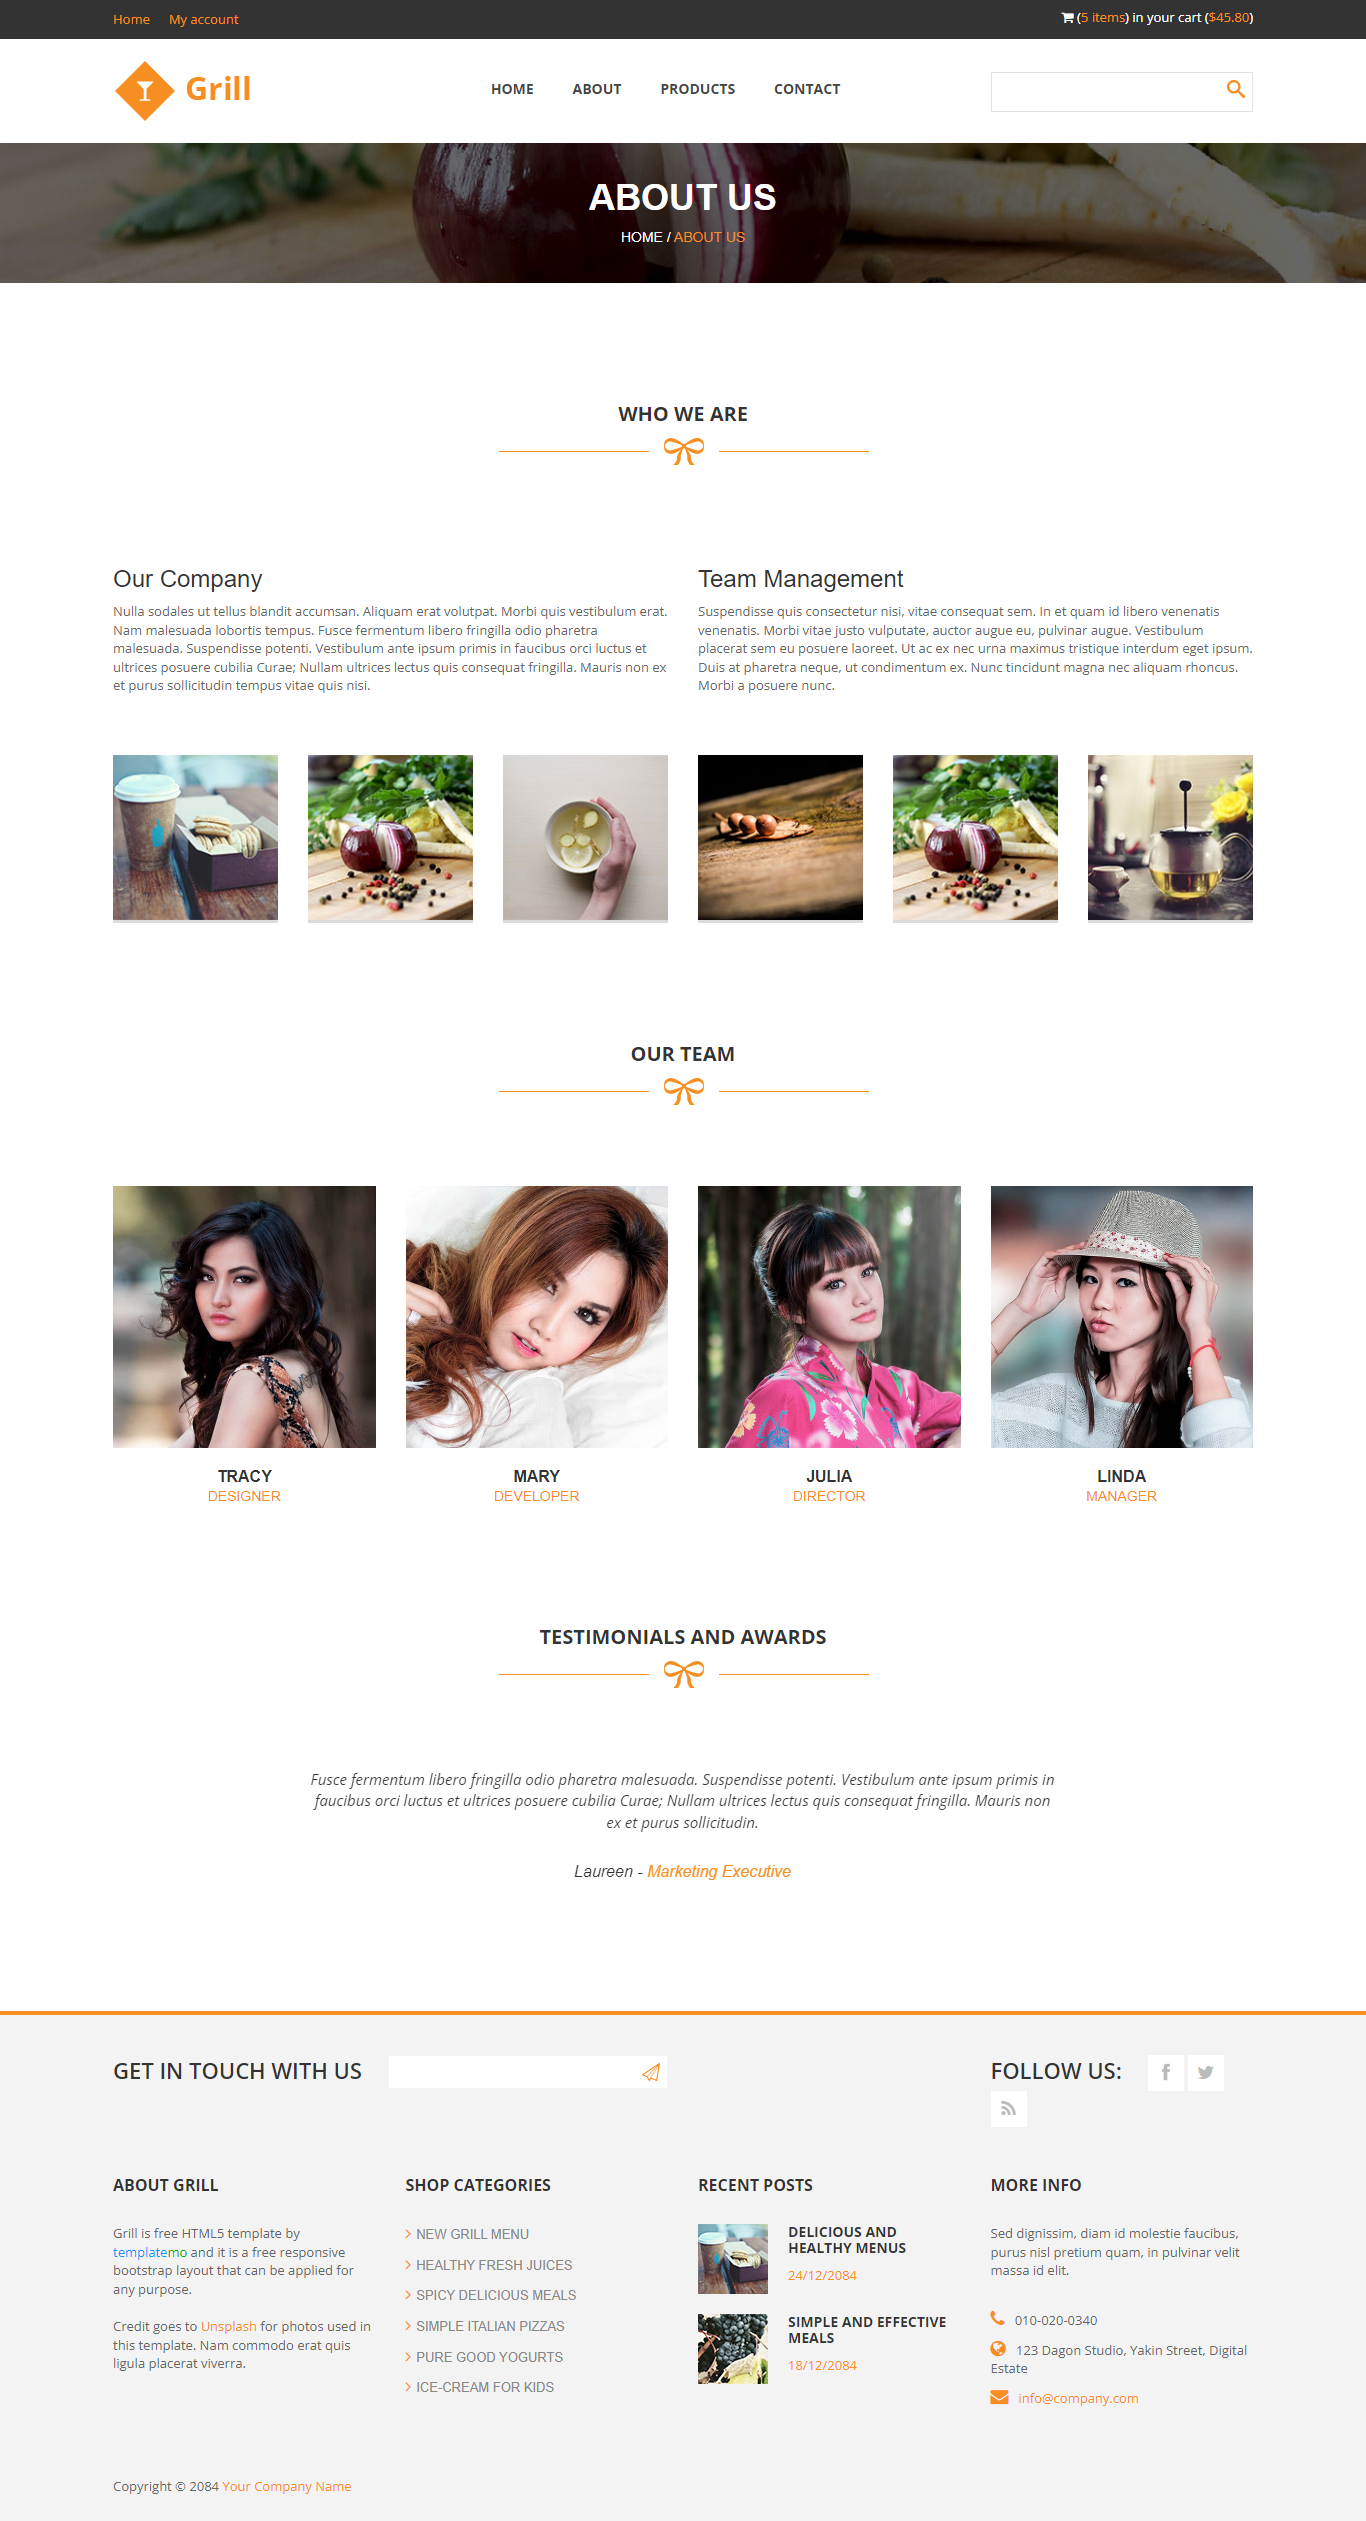 Home My account
(5 items) in your cart ($45.80)
Grill
HOME ABOUT PRODUCTS CONTACT
ABOUT US
HOME / ABOUT US
WHO WE ARE
Our Company
Nulla sodales ut tellus blandit accumsan. Aliquam erat volutpat. Morbi quis vestibulum erat.
Nam malesuada lobortis tempus. Fusce fermentum libero fringilla odio pharetra
malesuada. Suspendisse potenti. Vestibulum ante ipsum primis in faucibus orci luctus et
ultrices posuere cubilia Curae; Nullam ultrices lectus quis consequat fringilla. Mauris non ex
et purus sollicitudin tempus vitae quis nisi.
Team Management
Suspendisse quis consectetur nisi, vitae consequat sem. In et quam id libero venenatis
venenatis. Morbi vitae justo vulputate, auctor augue eu, pulvinar augue. Vestibulum
placerat sem eu posuere laoreet. Ut ac ex nec urna maximus tristique interdum eget ipsum.
Duis at pharetra neque, ut condimentum ex. Nunc tincidunt magna nec aliquam rhoncus.
Morbi a posuere nunc.
OUR TEAM
TRACY
DESIGNER
MARY
DEVELOPER
JULIA
DIRECTOR
LINDA
MANAGER
TESTIMONIALS AND AWARDS
Fusce fermentum libero fringilla odio pharetra malesuada. Suspendisse potenti. Vestibulum ante ipsum primis in
faucibus orci luctus et ultrices posuere cubilia Curae; Nullam ultrices lectus quis consequat fringilla. Mauris non
ex et purus sollicitudin.
Laureen - Marketing Executive
GET IN TOUCH WITH US
FOLLOW US:
ABOUT GRILL
Grill is free HTML5 template by
templatemo and it is a free responsive
bootstrap layout that can be applied for
any purpose.
Credit goes to Unsplash for photos used in
this template. Nam commodo erat quis
ligula placerat viverra.
SHOP CATEGORIES
NEW GRILL MENU
HEALTHY FRESH JUICES
SPICY DELICIOUS MEALS
SIMPLE ITALIAN PIZZAS
PURE GOOD YOGURTS
ICE-CREAM FOR KIDS
RECENT POSTS
DELICIOUS AND
HEALTHY MENUS
24/12/2084
SIMPLE AND EFFECTIVE
MEALS
18/12/2084
MORE INFO
Sed dignissim, diam id molestie faucibus,
purus nisl pretium quam, in pulvinar velit
massa id elit.
010-020-0340
123 Dagon Studio, Yakin Street, Digital
Estate
info@company.com
Copyright © 2084 Your Company Name